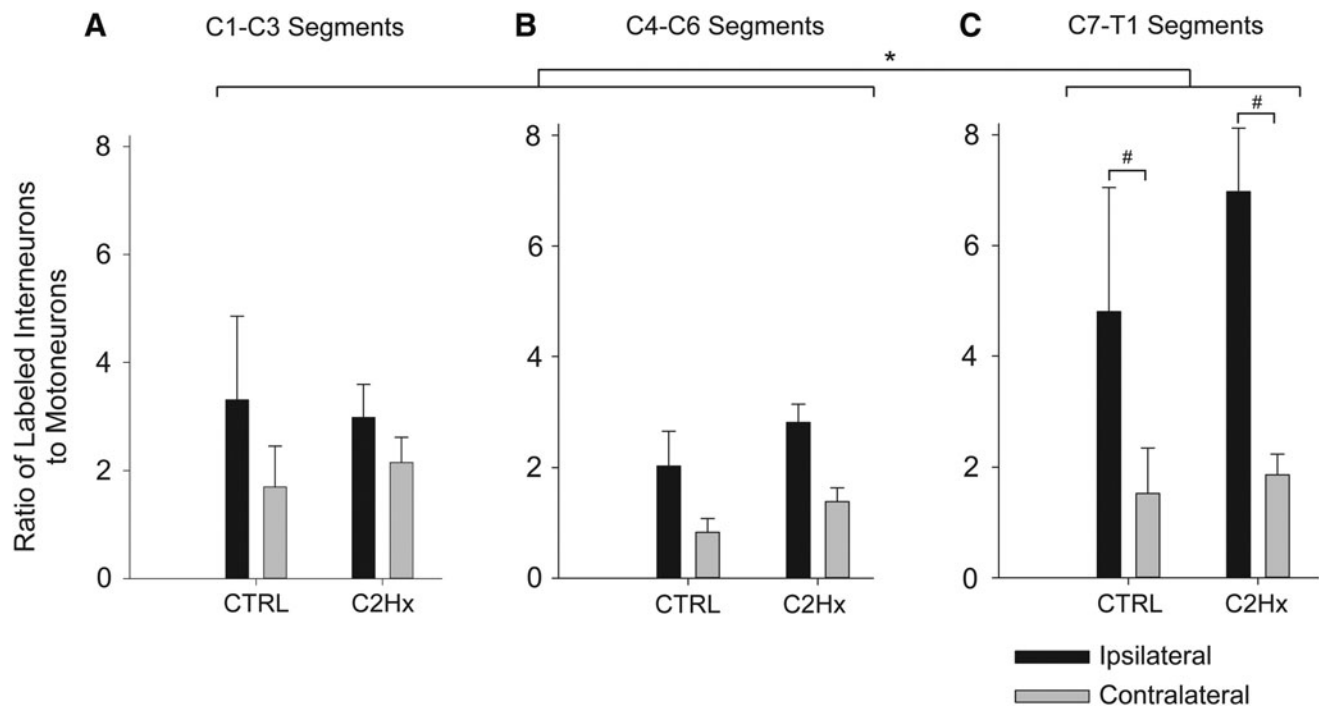 A C1-C3 Segments
B C4-C6 Segments
C C7-T1 Segments
*
Ratio of Labeled Interneurons
to Motoneurons
8
6
4
2
0
CTRL C2Hx
8
6
4
2
0
CTRL C2Hx
8
6
4
2
0
#
#
CTRL C2Hx
Ipsilateral
Contralateral